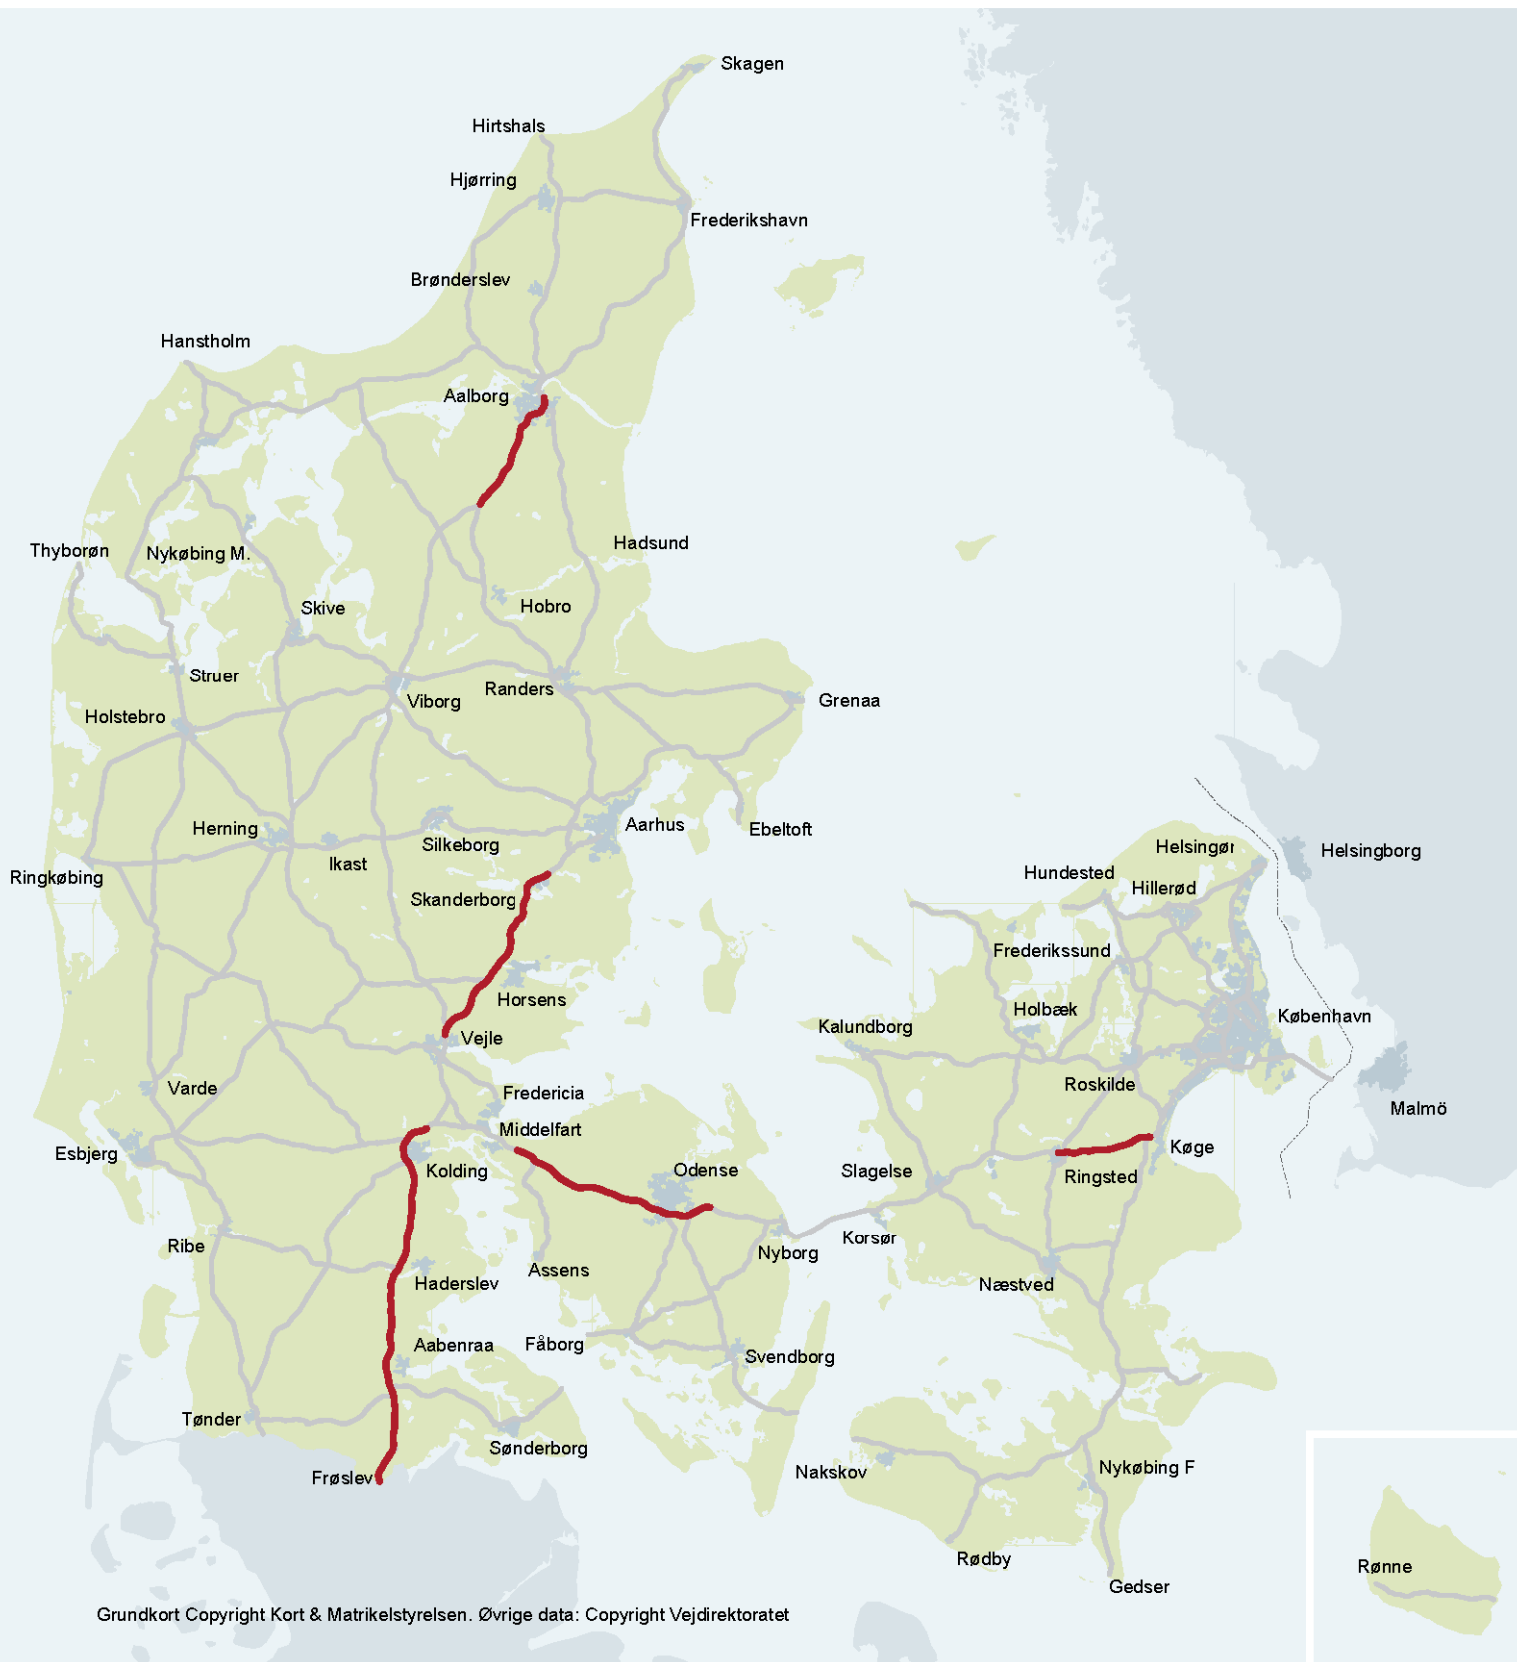 Skagen
Hirtshals
Hjørring
Frederikshavn
Brønderslev
Hanstholm
Aalborg
Thyborøn
Nykøbing M.
Hadsund
Skive
Hobro
Struer
Randers
Viborg
Grenaa
Holstebro
Herning
Aarhus
Ebeltoft
Silkeborg
Ikast
Helsingør
Helsingborg
Ringkøbing
Hundested
Hillerød
Skanderborg
Frederikssund
Horsens
Holbæk
København
Kalundborg
Vejle
Varde
Fredericia
Roskilde
Malmö
Middelfart
Esbjerg
Køge
Kolding
Odense
Slagelse
Ringsted
Ribe
Nyborg
Korsør
Assens
Haderslev
Næstved
Aabenraa
Fåborg
Svendborg
Tønder
Sønderborg
Frøslev
Nakskov
Nykøbing F
Rødby
Rønne
Gedser
Grundkort Copyright Kort & Matrikelstyrelsen. Øvrige data: Copyright Vejdirektoratet